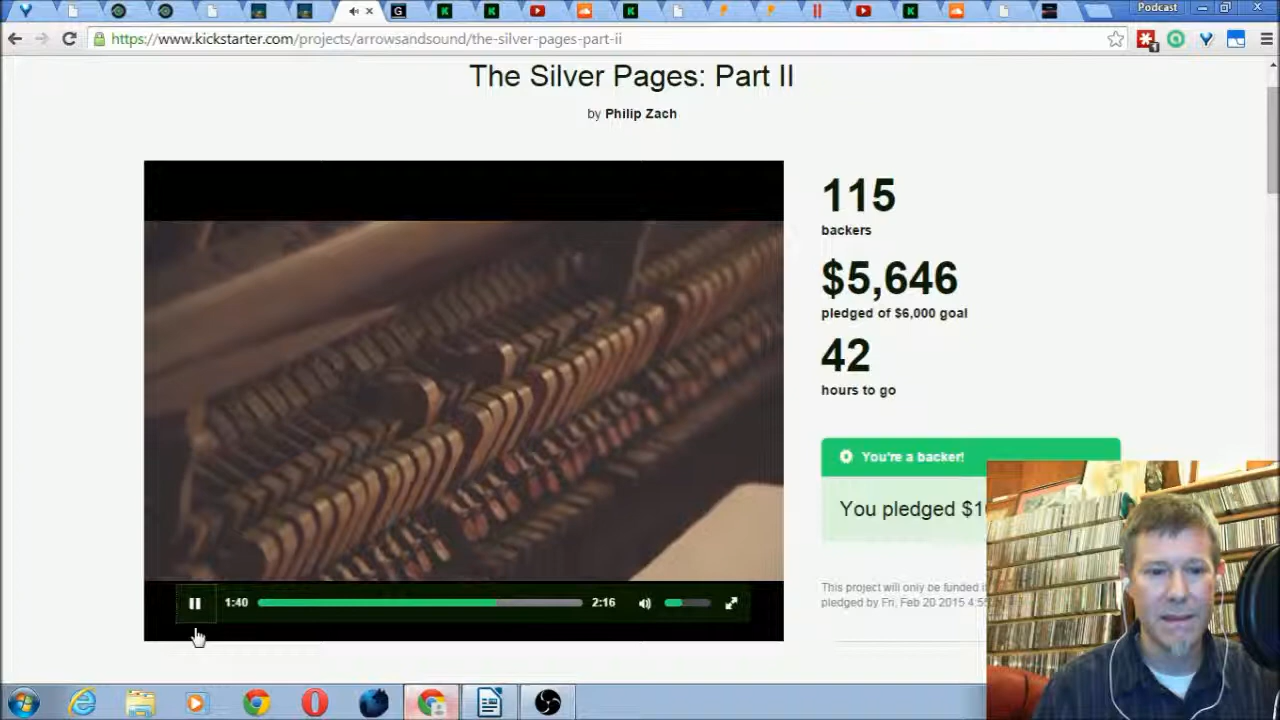 Podcast
https://www.kickstarter.com/projects/arrowsandsound/the-silver-pages-part-ii
1
The Silver Pages: Part II
by Philip Zach
115
backers
$5,646
pledged of $6,000 goal
42
hours to go
You're a backer!
You pledged $1
This project will only be funded
pledged by Fri, Feb 20 2015
1:40
2:16